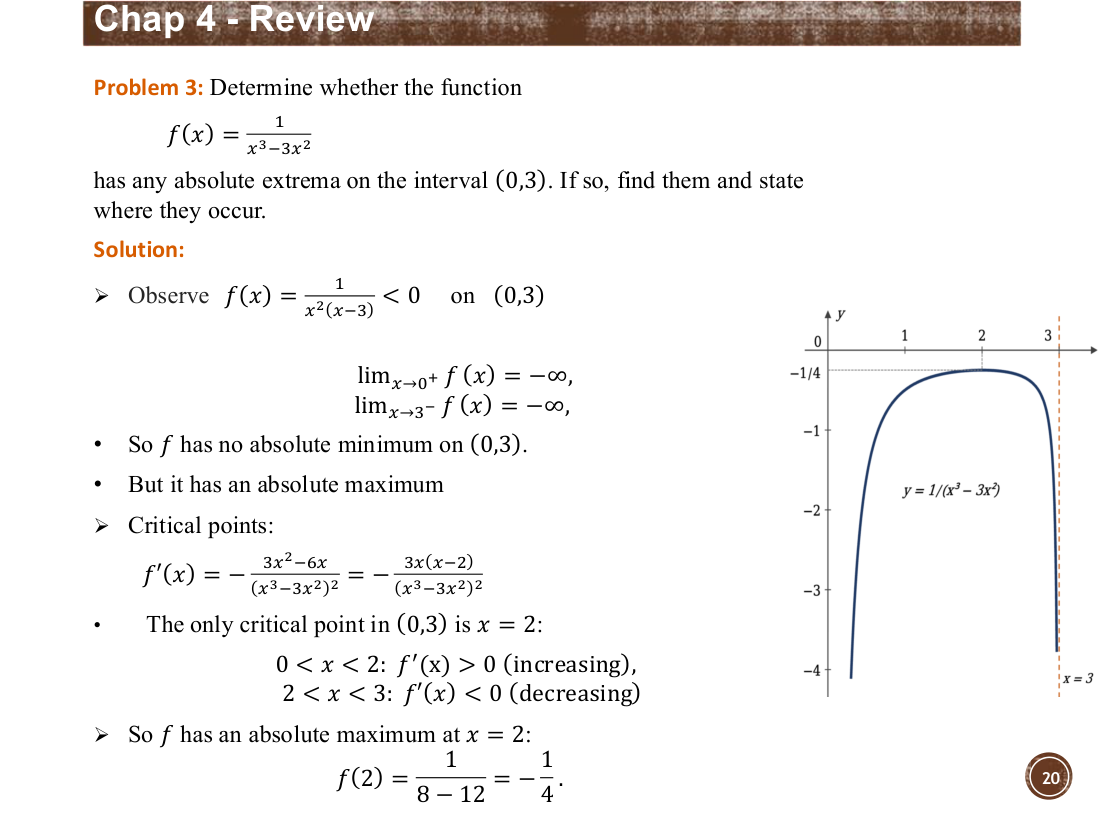 Chap 4 - Review
Problem 3: Determine whether the function
f(x) = 1/(x³−3x²)
has any absolute extrema on the interval (0,3). If so, find them and state
where they occur.
Solution:
➢ Observe f(x) = 1/(x²(x−3)) < 0 on (0,3)
lim x→0⁺ f (x) = −∞,
lim x→3⁻ f (x) = −∞,
• So f has no absolute minimum on (0,3).
• But it has an absolute maximum
➢ Critical points:
f′(x) = − (3x²−6x)/(x³−3x²)² = − 3x(x−2)/(x³−3x²)²
• The only critical point in (0,3) is x = 2:
0 < x < 2: f′(x) > 0 (increasing),
2 < x < 3: f′(x) < 0 (decreasing)
➢ So f has an absolute maximum at x = 2:
f(2) = 1/(8 − 12) = − 1/4.
y
0 1 2 3
−1/4
−1
y = 1/(x³ − 3x²)
−2
−3
−4
x = 3
20